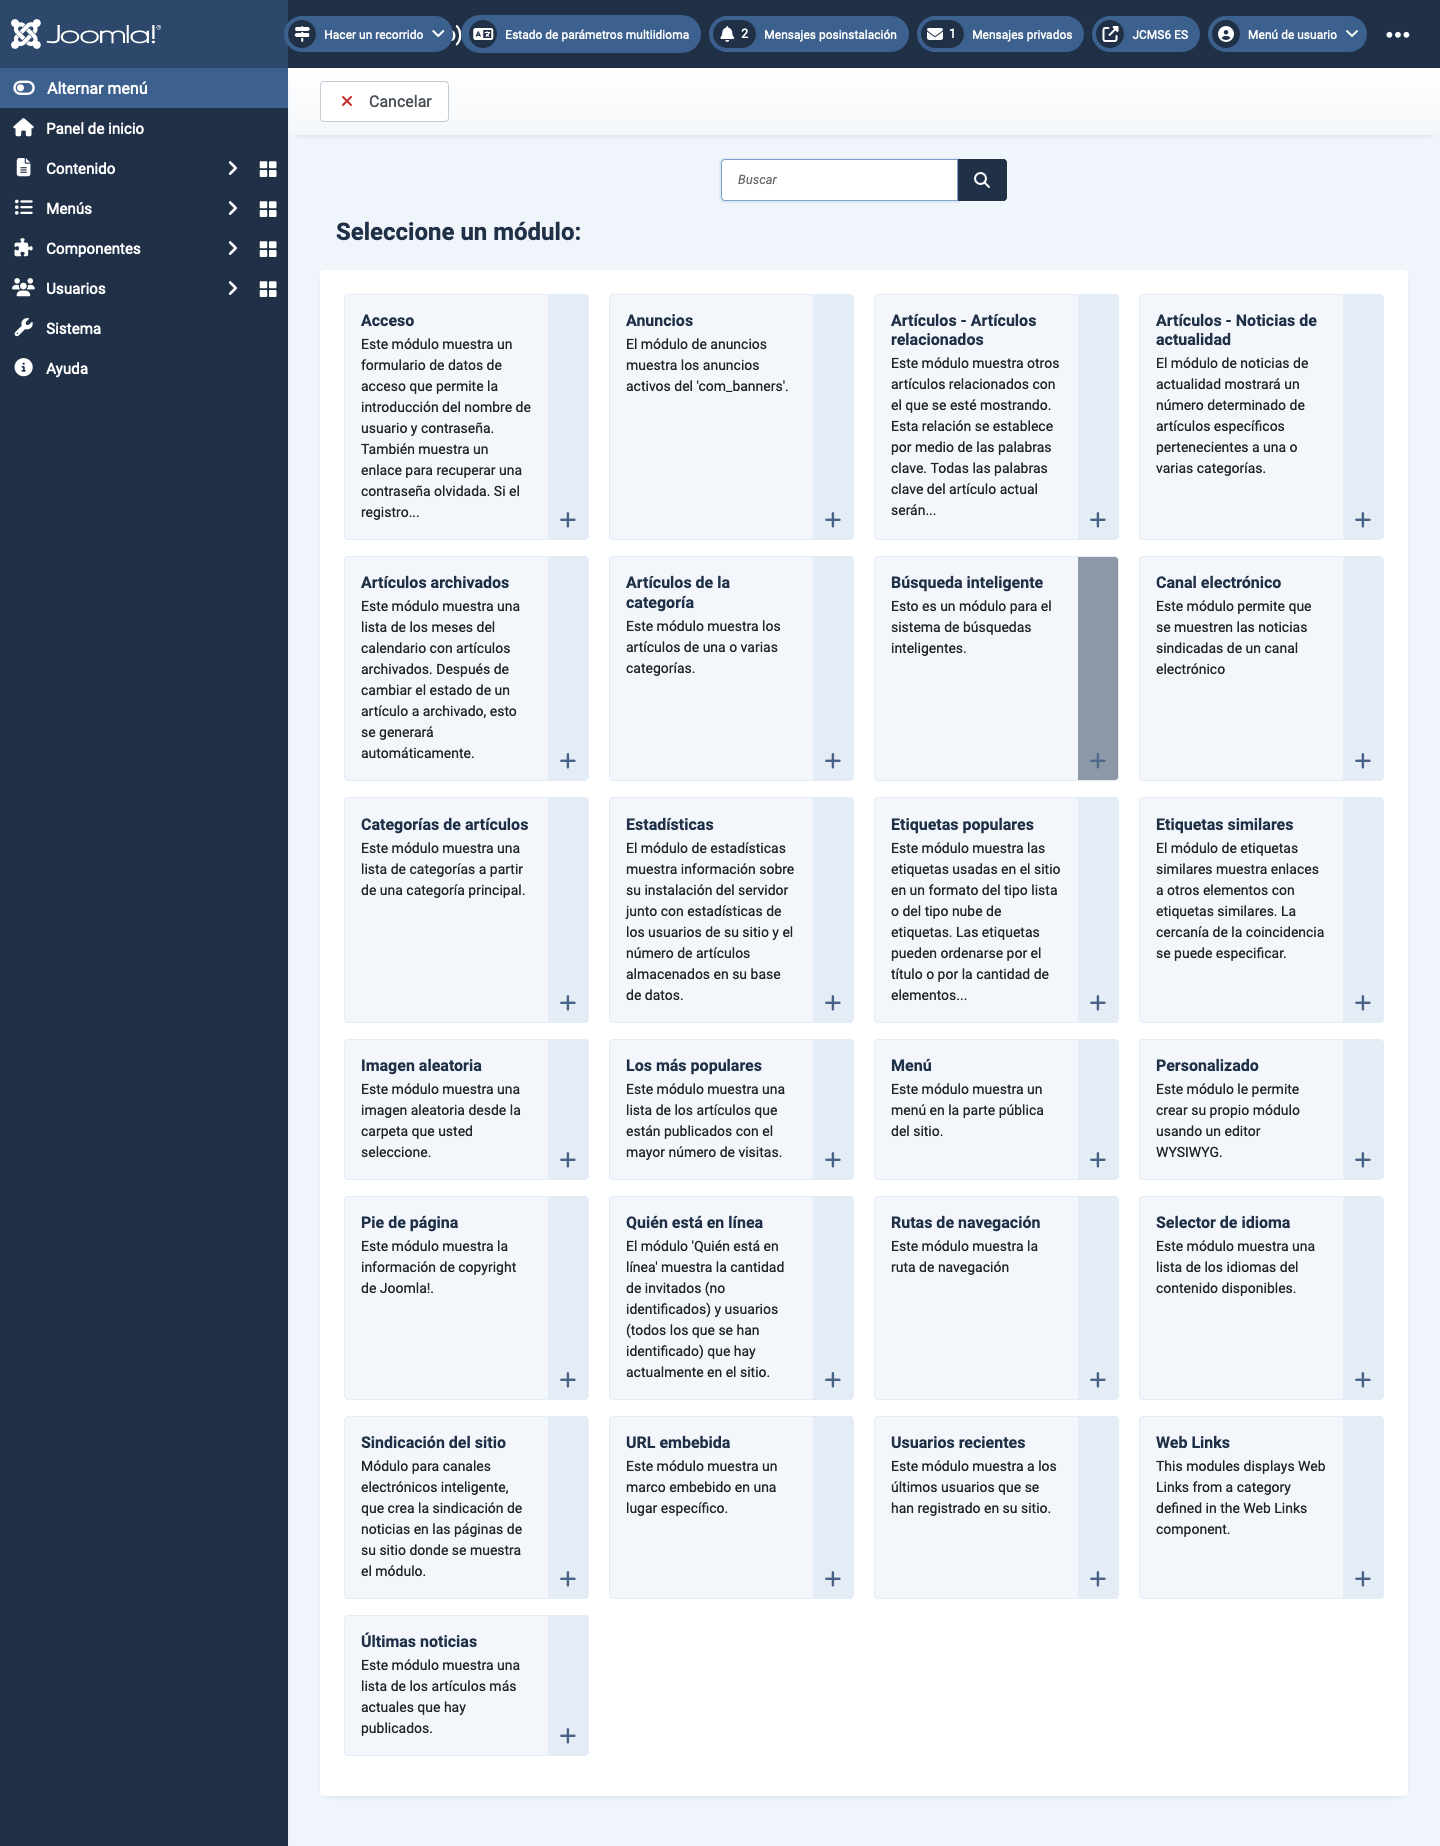 Joomla!
Hacer un recorrido
Estado de parámetros multiidioma
2 Mensajes posinstalación
1 Mensajes privados
JCMS6 ES
Menú de usuario
Alternar menú
Panel de inicio
Contenido
Menús
Componentes
Usuarios
Sistema
Ayuda
Cancelar
Buscar
Seleccione un módulo:
Acceso
Este módulo muestra un
formulario de datos de
acceso que permite la
introducción del nombre de
usuario y contraseña.
También muestra un
enlace para recuperar una
contraseña olvidada. Si el
registro...
Anuncios
El módulo de anuncios
muestra los anuncios
activos del 'com_banners'.
Artículos - Artículos
relacionados
Este módulo muestra otros
artículos relacionados con
el que se esté mostrando.
Esta relación se establece
por medio de las palabras
clave. Todas las palabras
clave del artículo actual
serán...
Artículos - Noticias de
actualidad
El módulo de noticias de
actualidad mostrará un
número determinado de
artículos específicos
pertenecientes a una o
varias categorías.
Artículos archivados
Este módulo muestra una
lista de los meses del
calendario con artículos
archivados. Después de
cambiar el estado de un
artículo a archivado, esto
se generará
automáticamente.
Artículos de la
categoría
Este módulo muestra los
artículos de una o varias
categorías.
Búsqueda inteligente
Esto es un módulo para el
sistema de búsquedas
inteligentes.
Canal electrónico
Este módulo permite que
se muestren las noticias
sindicadas de un canal
electrónico
Categorías de artículos
Este módulo muestra una
lista de categorías a partir
de una categoría principal.
Estadísticas
El módulo de estadísticas
muestra información sobre
su instalación del servidor
junto con estadísticas de
los usuarios de su sitio y el
número de artículos
almacenados en su base
de datos.
Etiquetas populares
Este módulo muestra las
etiquetas usadas en el sitio
en un formato del tipo lista
o del tipo nube de
etiquetas. Las etiquetas
pueden ordenarse por el
título o por la cantidad de
elementos...
Etiquetas similares
El módulo de etiquetas
similares muestra enlaces
a otros elementos con
etiquetas similares. La
cercanía de la coincidencia
se puede especificar.
Imagen aleatoria
Este módulo muestra una
imagen aleatoria desde la
carpeta que usted
seleccione.
Los más populares
Este módulo muestra una
lista de los artículos que
están publicados con el
mayor número de visitas.
Menú
Este módulo muestra un
menú en la parte pública
del sitio.
Personalizado
Este módulo le permite
crear su propio módulo
usando un editor
WYSIWYG.
Pie de página
Este módulo muestra la
información de copyright
de Joomla!.
Quién está en línea
El módulo 'Quién está en
línea' muestra la cantidad
de invitados (no
identificados) y usuarios
(todos los que se han
identificado) que hay
actualmente en el sitio.
Rutas de navegación
Este módulo muestra la
ruta de navegación
Selector de idioma
Este módulo muestra una
lista de los idiomas del
contenido disponibles.
Sindicación del sitio
Módulo para canales
electrónicos inteligente,
que crea la sindicación de
noticias en las páginas de
su sitio donde se muestra
el módulo.
URL embebida
Este módulo muestra un
marco embebido en una
lugar específico.
Usuarios recientes
Este módulo muestra a los
últimos usuarios que se
han registrado en su sitio.
Web Links
This modules displays Web
Links from a category
defined in the Web Links
component.
Últimas noticias
Este módulo muestra una
lista de los artículos más
actuales que hay
publicados.